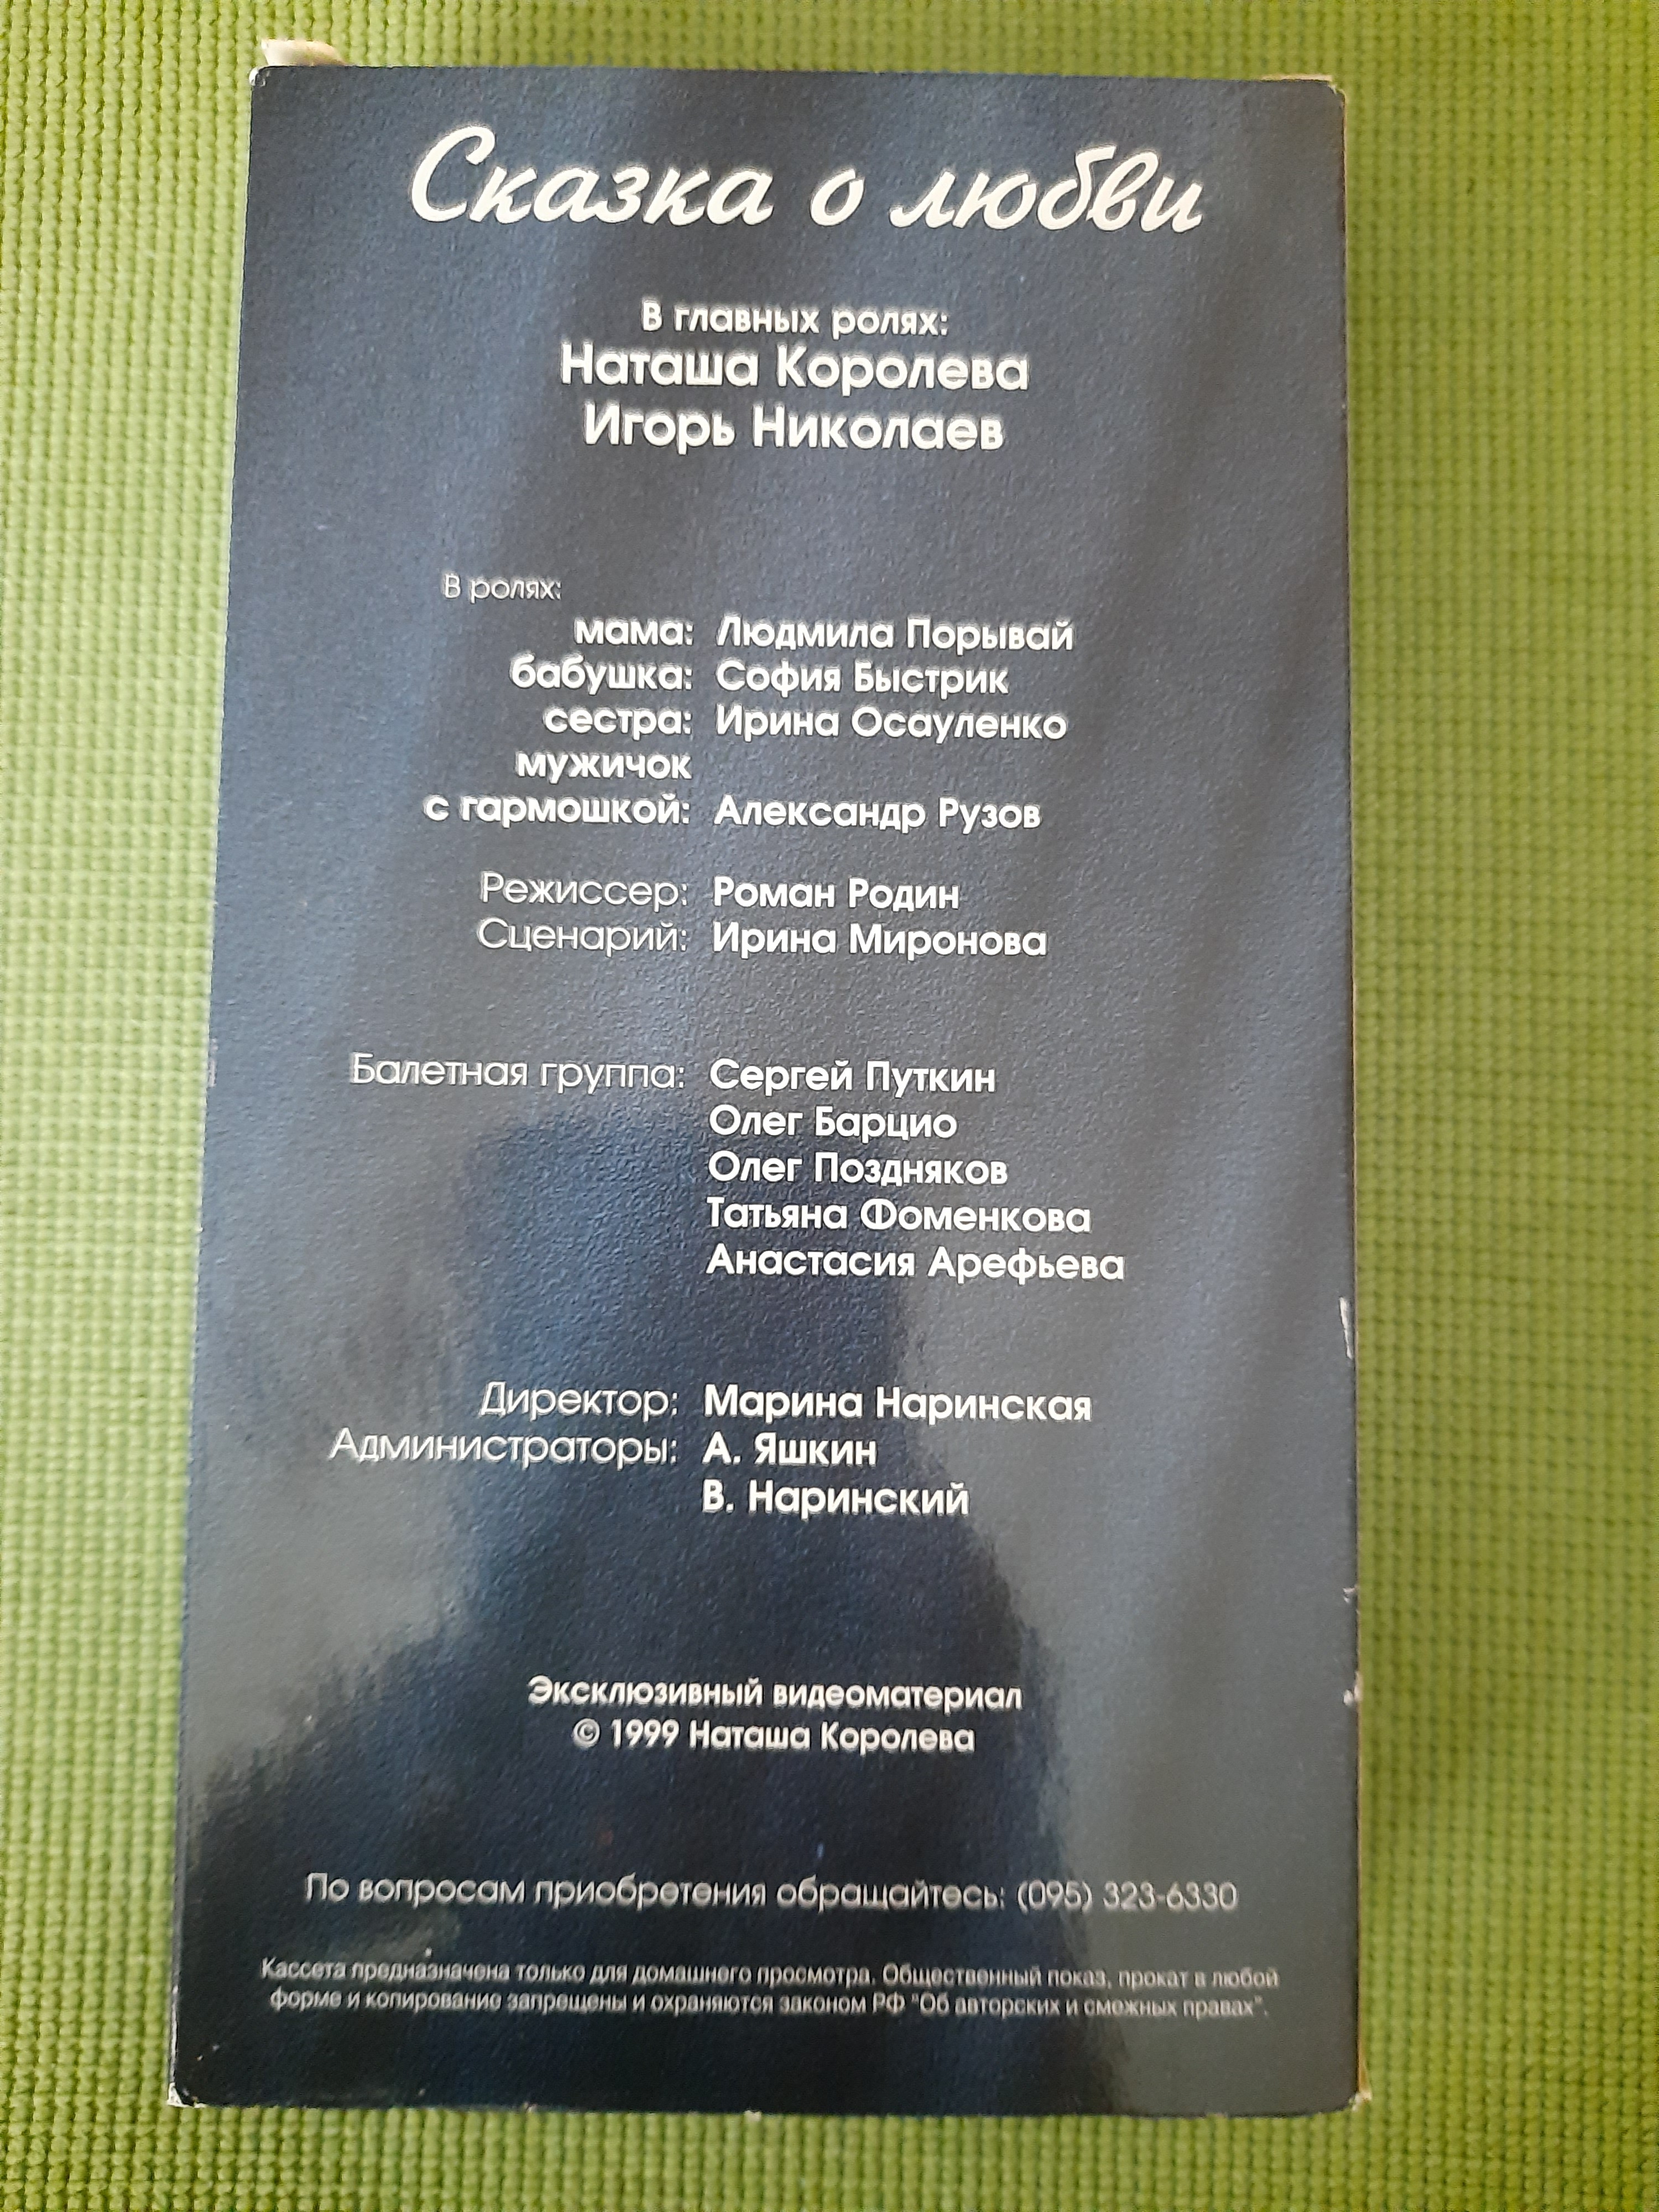 Сказка о любви
В главных ролях:
Наташа Королева
Игорь Николаев
В ролях:
мама: Людмила Порывай
бабушка: София Быстрик
сестра: Ирина Осауленко
мужичок
с гармошкой: Александр Рузов
Режиссер: Роман Родин
Сценарий: Ирина Миронова
Балетная группа: Сергей Путкин
Олег Барцио
Олег Поздняков
Татьяна Фоменкова
Анастасия Арефьева
Директор: Марина Наринская
Администраторы: А. Яшкин
В. Наринский
Эксклюзивный видеоматериал
© 1999 Наташа Королева
По вопросам приобретения обращайтесь: (095) 323-6330
Кассета предназначена только для домашнего просмотра. Общественный показ, прокат в любой
форме и копирование запрещены и охраняются законом РФ "Об авторских и смежных правах".